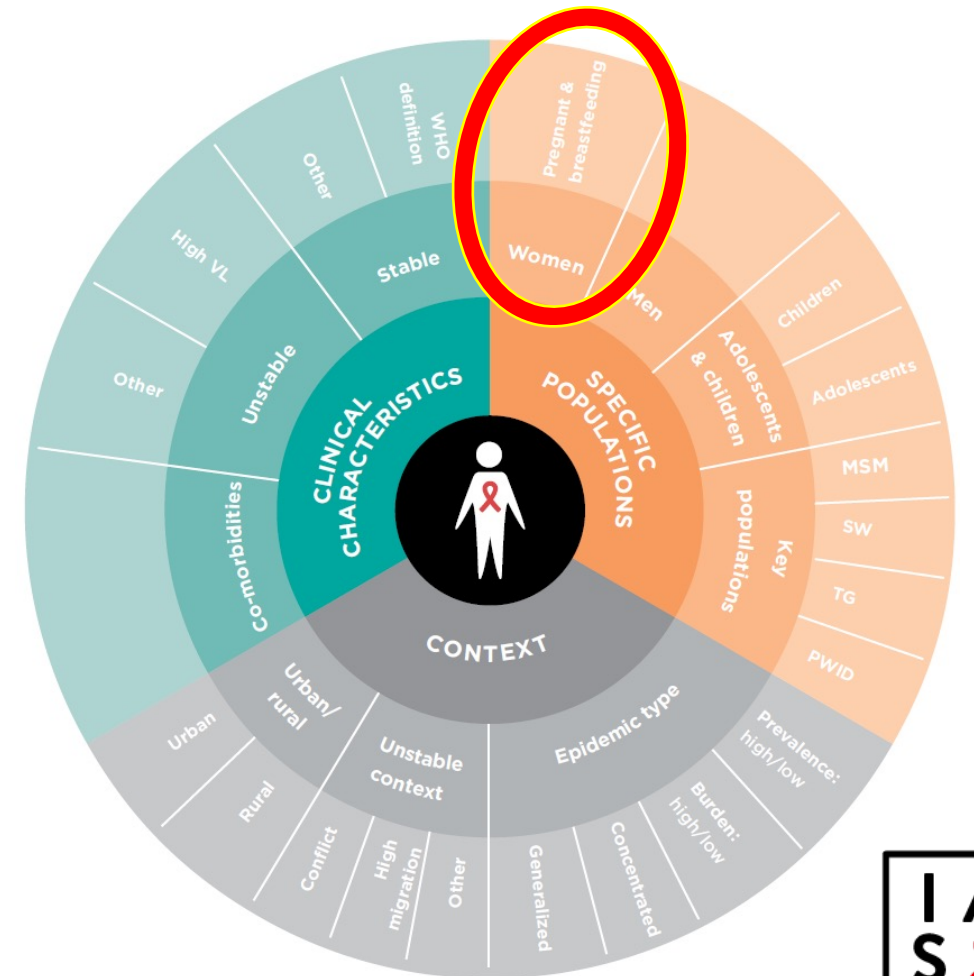 CLINICAL
CHARACTERISTICS
Stable
WHO
definition
Other
Unstable
High VL
Other
Co-morbidities
SPECIFIC
POPULATIONS
Women
Pregnant &
breastfeeding
Men
Adolescents
& children
Children
Adolescents
Key
populations
MSM
SW
TG
PWID
CONTEXT
Epidemic type
Prevalence:
high/low
Burden:
high/low
Concentrated
Generalized
Unstable
context
Other
High
migration
Conflict
Urban/
rural
Rural
Urban
I A
S